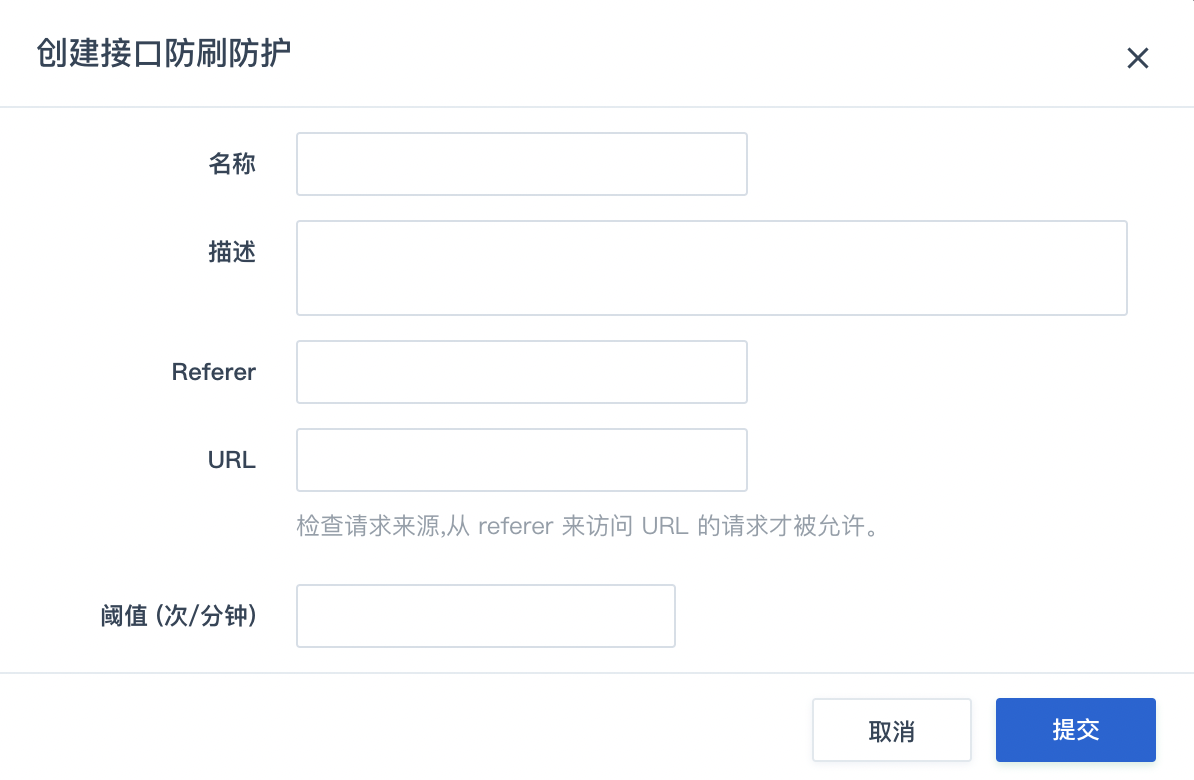 创建接口防刷防护
名称
描述
Referer
URL
检查请求来源,从 referer 来访问 URL 的请求才被允许。
阈值 (次/分钟)
取消
提交